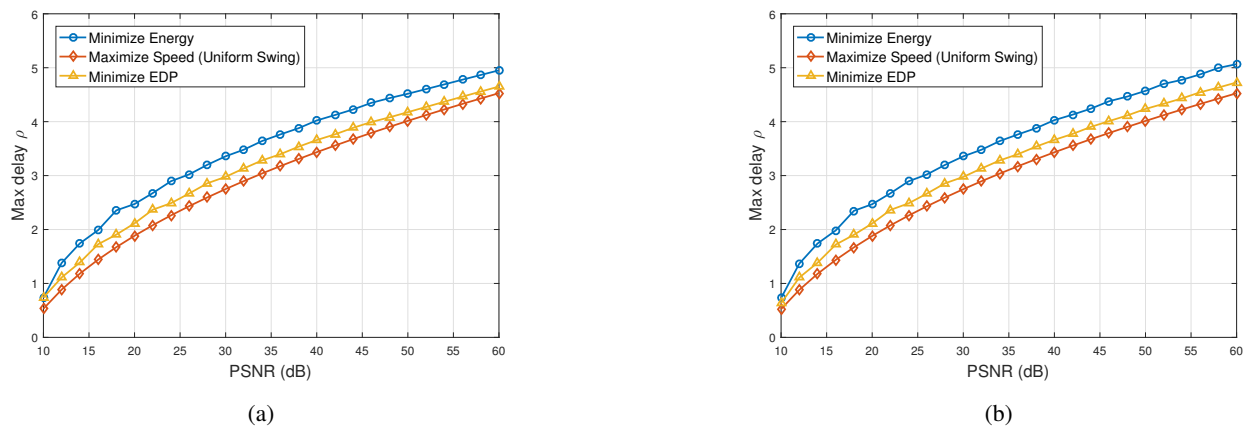 6
5
4
3
2
1
0
Max delay ρ
Minimize Energy
Maximize Speed (Uniform Swing)
Minimize EDP
10 15 20 25 30 35 40 45 50 55 60
PSNR (dB)
(a)
6
5
4
3
2
1
0
Max delay ρ
Minimize Energy
Maximize Speed (Uniform Swing)
Minimize EDP
10 15 20 25 30 35 40 45 50 55 60
PSNR (dB)
(b)